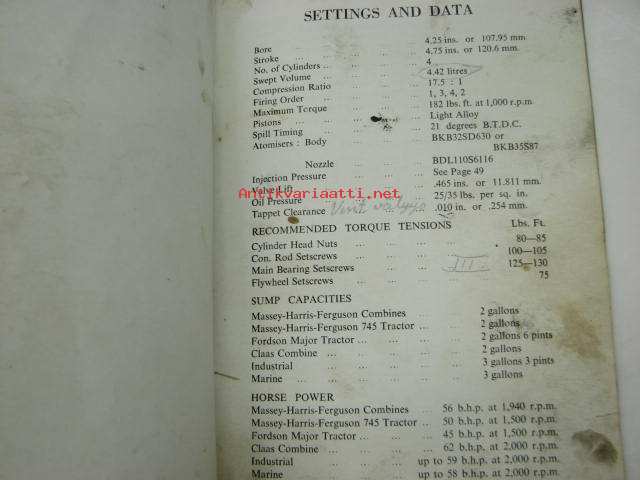 SETTINGS AND DATA
Bore ... 4.25 ins. or 107.95 mm.
Stroke ... 4.75 ins. or 120.6 mm.
No. of Cylinders ... 4
Swept Volume ... 4.42 litres
Compression Ratio ... 17.5 : 1
Firing Order ... 1, 3, 4, 2
Maximum Torque ... 182 lbs. ft. at 1,000 r.p.m.
Pistons ... Light Alloy
Spill Timing ... 21 degrees B.T.D.C.
Atomisers : Body ... BKB32SD630 or
BKB35S87
Nozzle ... BDL110S6116
Injection Pressure ... See Page 49
Valve Lift ... .465 ins. or 11.811 mm.
Antikvariaatti.net
Oil Pressure ... 25/35 lbs. per sq. in.
Tappet Clearance ... .010 in. or .254 mm.
RECOMMENDED TORQUE TENSIONS Lbs. Ft.
Cylinder Head Nuts ... 80—85
Con. Rod Setscrews ... 100—105
Main Bearing Setscrews ... 125—130
Flywheel Setscrews ... 75
SUMP CAPACITIES
Massey-Harris-Ferguson Combines ... 2 gallons
Massey-Harris-Ferguson 745 Tractor ... 2 gallons
Fordson Major Tractor ... 2 gallons 6 pints
Claas Combine ... 2 gallons
Industrial ... 3 gallons 3 pints
Marine ... 3 gallons
HORSE POWER
Massey-Harris-Ferguson Combines ... 56 b.h.p. at 1,940 r.p.m.
Massey-Harris-Ferguson 745 Tractor ... 50 b.h.p. at 1,500 r.p.m.
Fordson Major Tractor ... 45 b.h.p. at 1,500 r.p.m.
Claas Combine ... 62 b.h.p. at 2,000 r.p.m.
Industrial ... up to 59 b.h.p. at 2,000 r.p.m.
Marine ... up to 58 b.h.p. at 2,000 r.p.m.